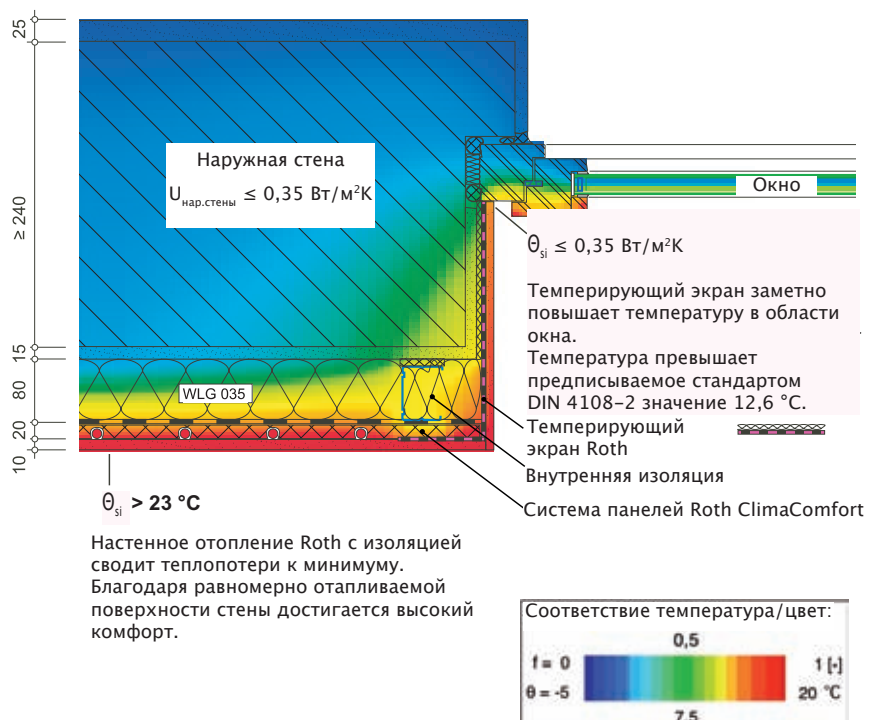 25
≥ 240
15
80
20
10
Наружная стена
Uнар.стены ≤ 0,35 Вт/м²K
Окно
WLG 035
θsi ≤ 0,35 Вт/м²K
Темперирующий экран заметно
повышает температуру в области
окна.
Температура превышает
предписываемое стандартом
DIN 4108–2 значение 12,6 °C.
Темперирующий
экран Roth
Внутренняя изоляция
Система панелей Roth ClimaComfort
θsi > 23 °C
Настенное отопление Roth с изоляцией
сводит теплопотери к минимуму.
Благодаря равномерно отапливаемой
поверхности стены достигается высокий
комфорт.
Соответствие температура/цвет:
0,5
f = 0 1 [-]
θ = -5 20 °C
7,5